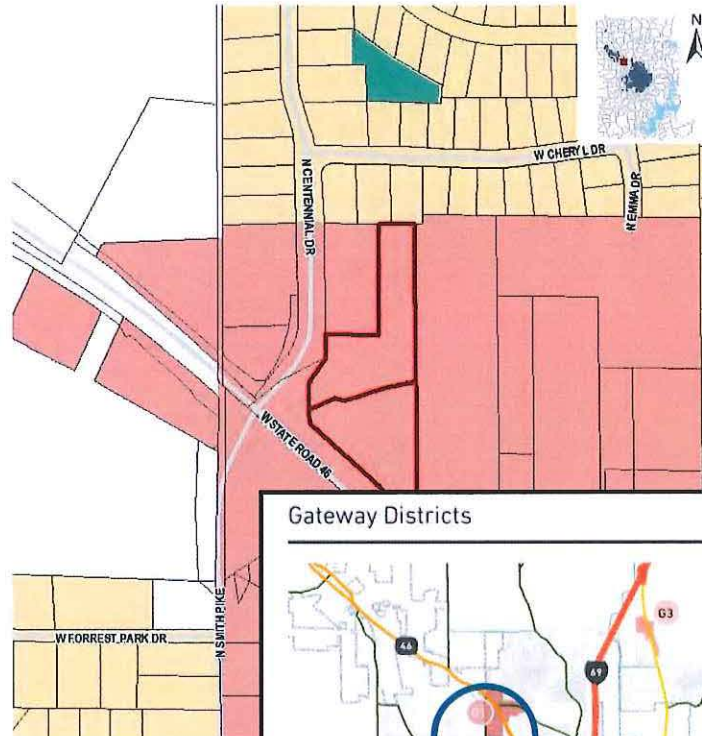 N
W CHERYL DR
N CENTENNIAL DR
N EMMA DR
W STATE ROAD 46
N SMITH PIKE
W FORREST PARK DR
Gateway Districts
G3
46
69